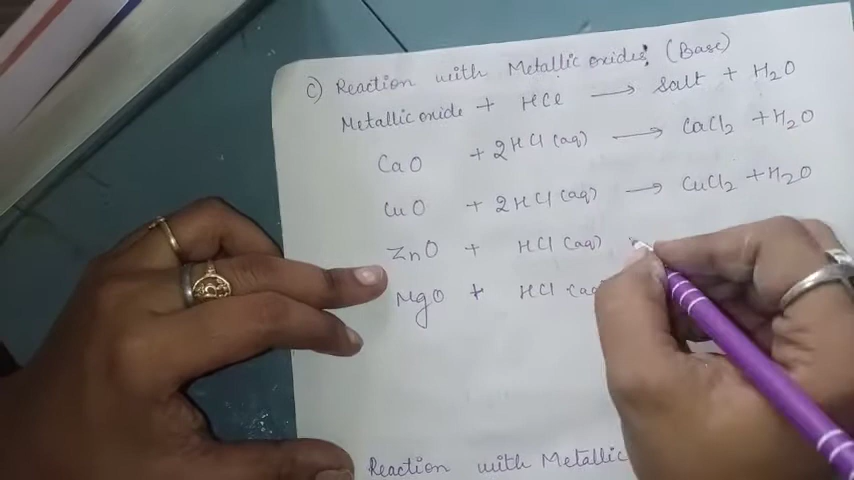 c) Reaction with Metallic oxides: (Base)
Metallic oxide + HCl → salt + H2O
CaO + 2HCl (aq) → CaCl2 + H2O
CuO + 2HCl (aq) → CuCl2 + H2O
ZnO + HCl (aq)
MgO + HCl (aq
Reaction with Metallic